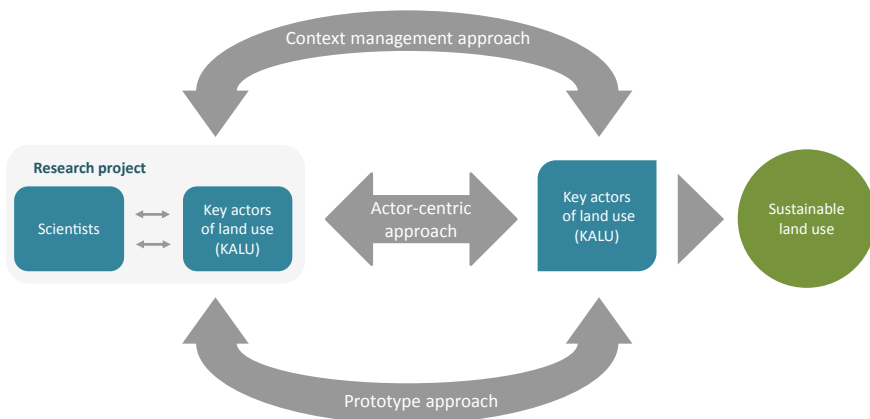 Context management approach
Research project
Scientists
Key actors
of land use
(KALU)
Actor-centric
approach
Key actors
of land use
(KALU)
Sustainable
land use
Prototype approach